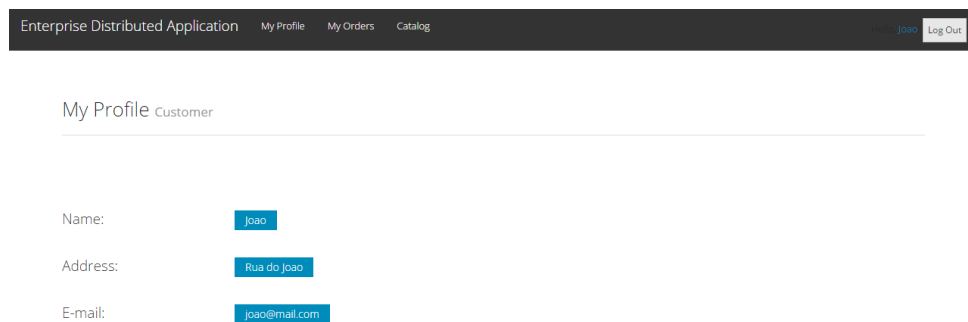 Enterprise Distributed Application My Profile My Orders Catalog Hello, Joao Log Out
My Profile Customer
Name: Joao
Address: Rua do Joao
E-mail: joao@mail.com